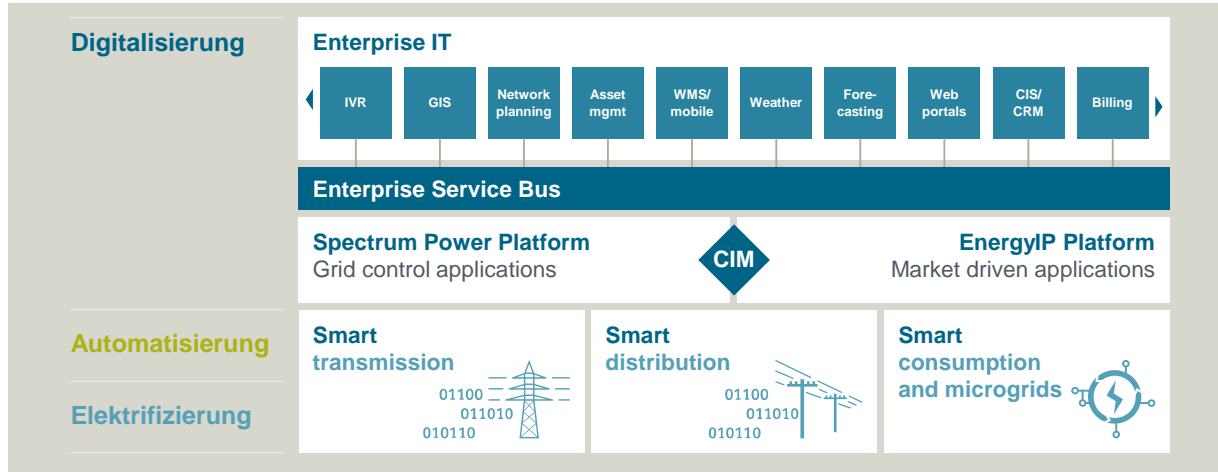 Digitalisierung
Enterprise IT
IVR
GIS
Network
planning
Asset
mgmt
WMS/
mobile
Weather
Fore-
casting
Web
portals
CIS/
CRM
Billing
Enterprise Service Bus
Spectrum Power Platform
Grid control applications
CIM
EnergyIP Platform
Market driven applications
Automatisierung
Elektrifizierung
Smart
transmission
01100
011010
010110
Smart
distribution
01100
011010
010110
Smart
consumption
and microgrids